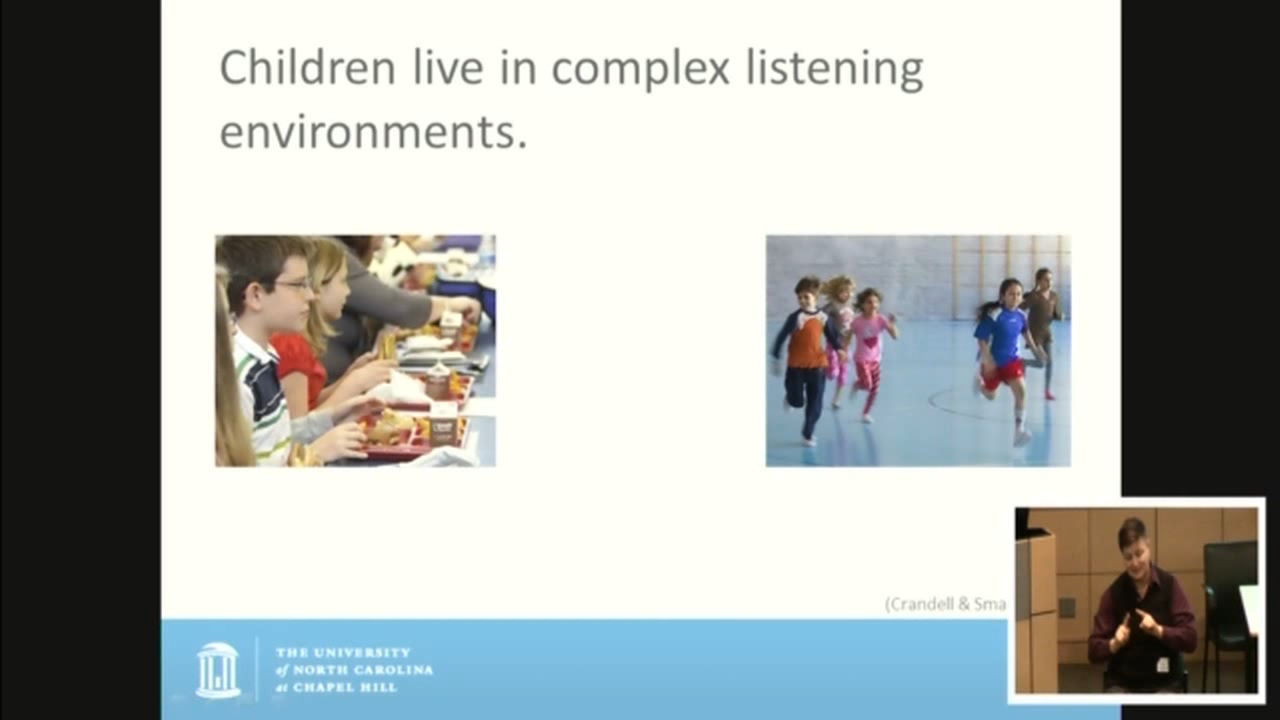 Children live in complex listening
environments.
(Crandell & Sma
THE UNIVERSITY
of NORTH CAROLINA
at CHAPEL HILL